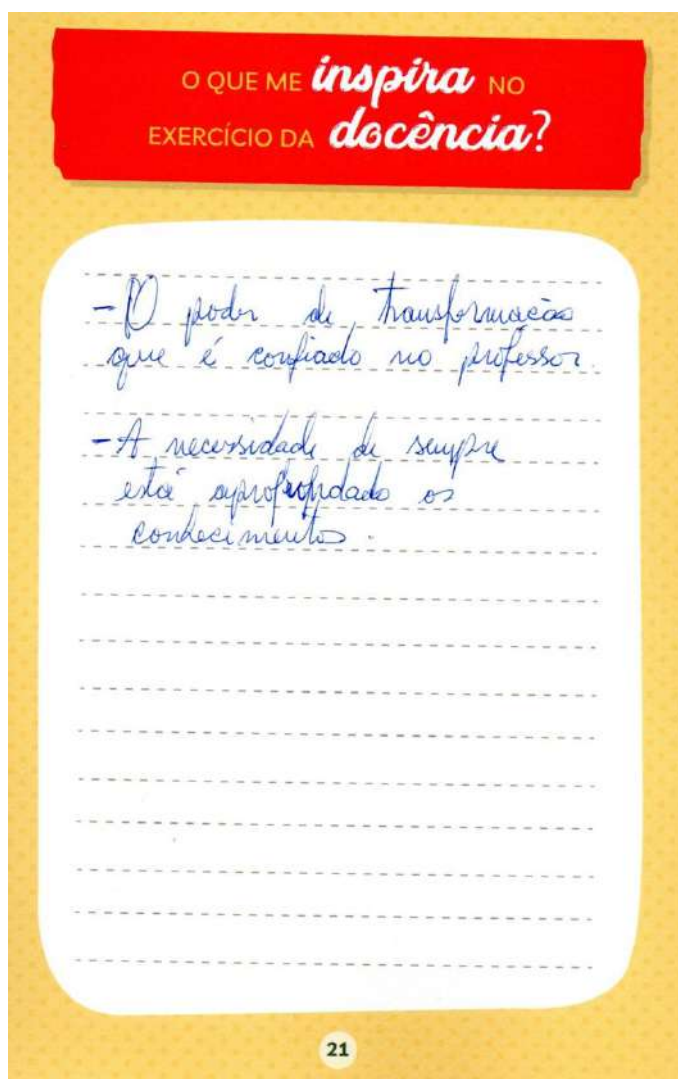 O QUE ME inspira NO
EXERCÍCIO DA docência?
- O poder de transformação
que é confiado no professor.
- A necessidade de sempre
está aprofundado os
conhecimentos.
21